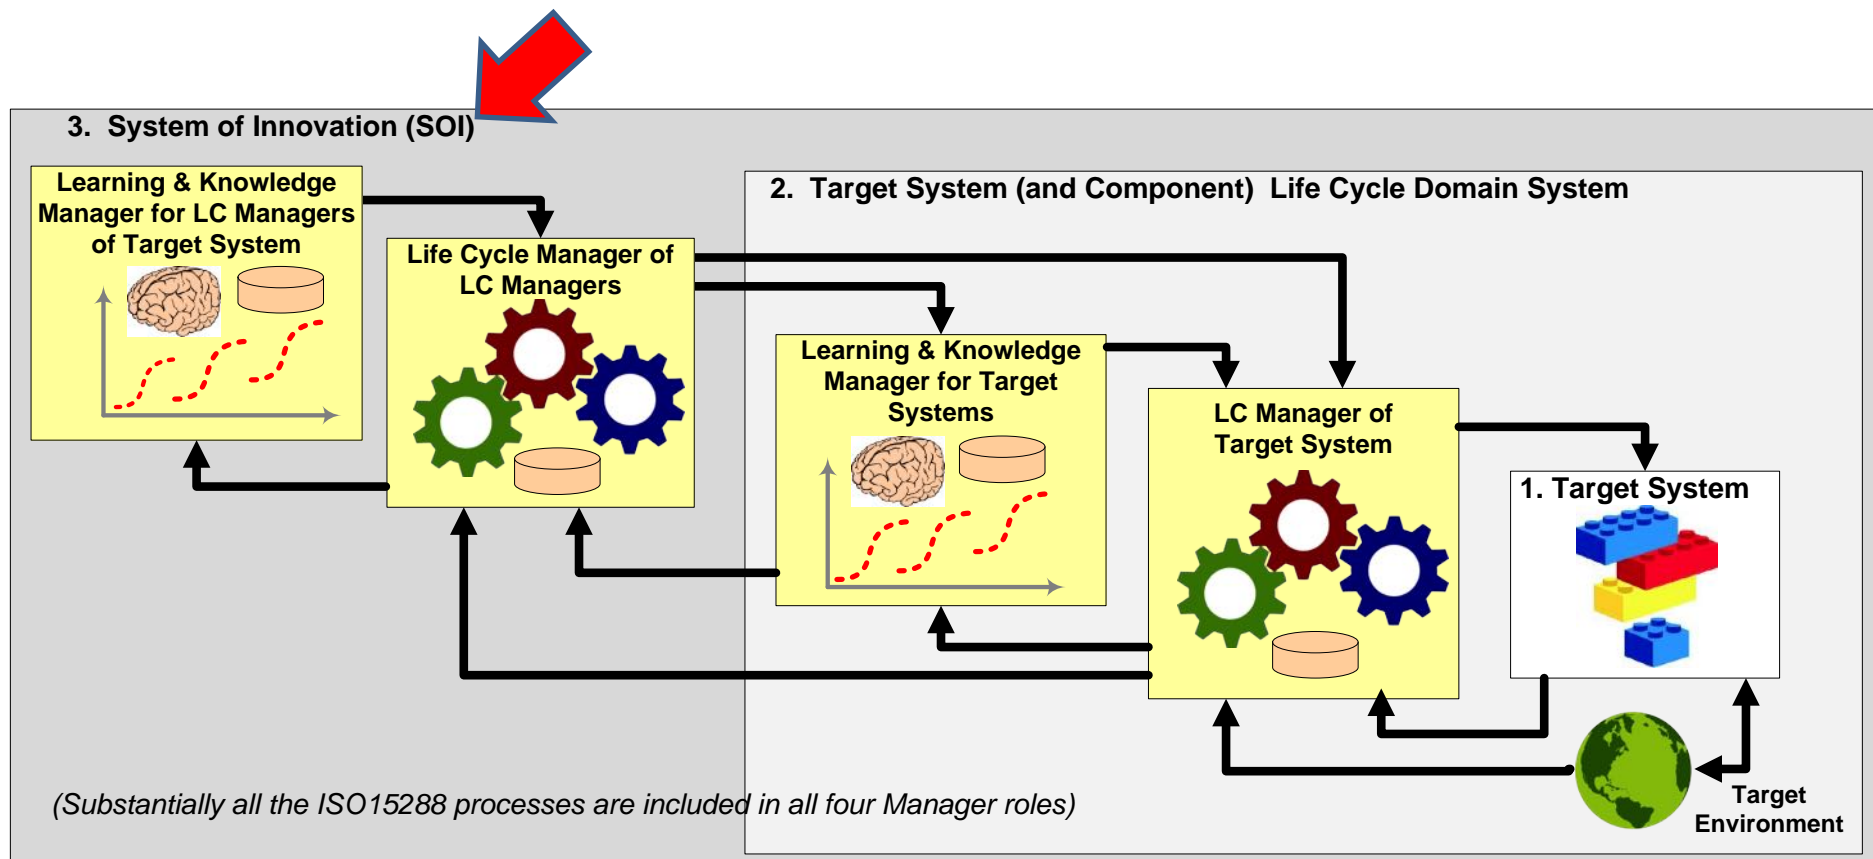 3. System of Innovation (SOI)
Learning & Knowledge
Manager for LC Managers
of Target System
Life Cycle Manager of
LC Managers
2. Target System (and Component) Life Cycle Domain System
Learning & Knowledge
Manager for Target
Systems
LC Manager of
Target System
1. Target System
Target
Environment
(Substantially all the ISO15288 processes are included in all four Manager roles)